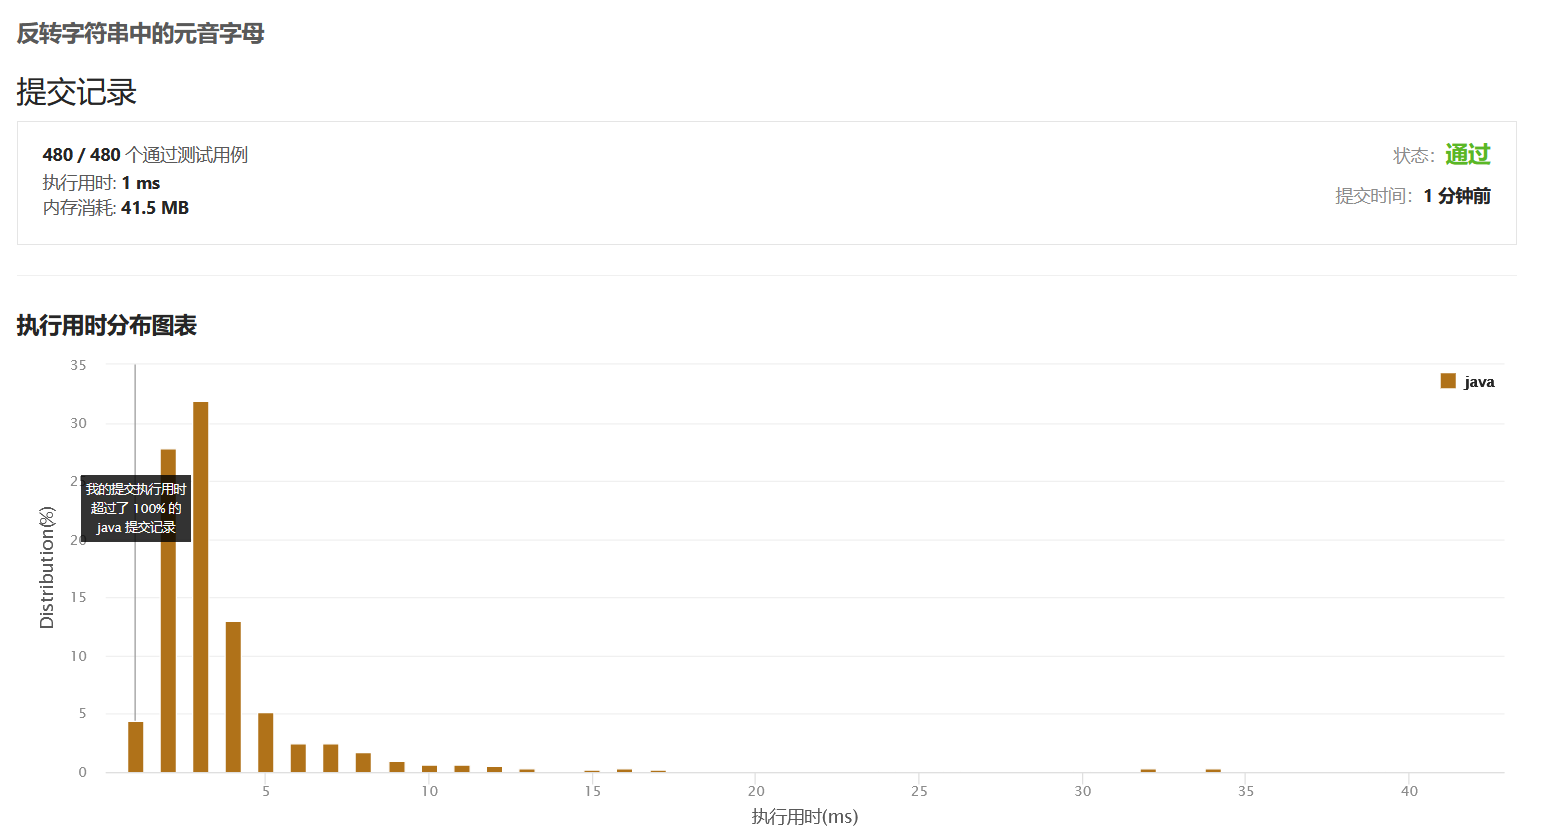 反转字符串中的元音字母
提交记录
480 / 480 个通过测试用例
状态：通过
执行用时: 1 ms
提交时间：1 分钟前
内存消耗: 41.5 MB
执行用时分布图表
35
java
30
25
我的提交执行用时
超过了 100% 的
java 提交记录
20
Distribution(%)
15
10
5
0
5 10 15 20 25 30 35 40
执行用时(ms)